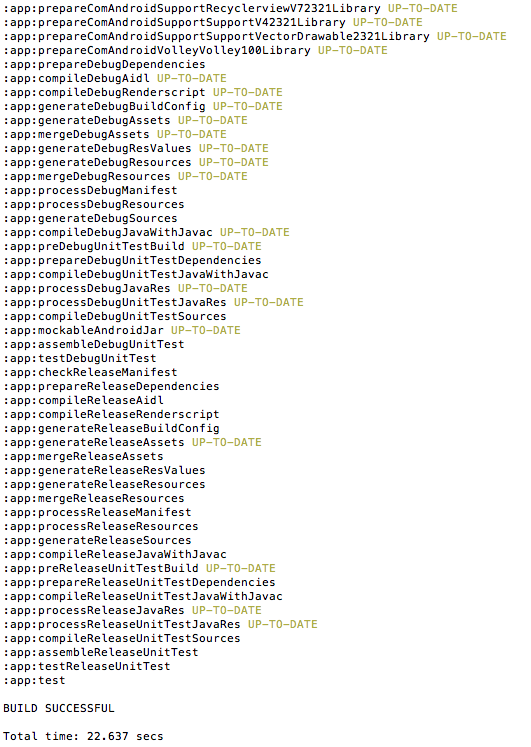 :app:prepareComAndroidSupportRecyclerviewV72321Library UP-TO-DATE
:app:prepareComAndroidSupportSupportV42321Library UP-TO-DATE
:app:prepareComAndroidSupportSupportVectorDrawable2321Library UP-TO-DATE
:app:prepareComAndroidVolleyVolley100Library UP-TO-DATE
:app:prepareDebugDependencies
:app:compileDebugAidl UP-TO-DATE
:app:compileDebugRenderscript UP-TO-DATE
:app:generateDebugBuildConfig UP-TO-DATE
:app:generateDebugAssets UP-TO-DATE
:app:mergeDebugAssets UP-TO-DATE
:app:generateDebugResValues UP-TO-DATE
:app:generateDebugResources UP-TO-DATE
:app:mergeDebugResources UP-TO-DATE
:app:processDebugManifest
:app:processDebugResources
:app:generateDebugSources
:app:compileDebugJavaWithJavac UP-TO-DATE
:app:preDebugUnitTestBuild UP-TO-DATE
:app:prepareDebugUnitTestDependencies
:app:compileDebugUnitTestJavaWithJavac
:app:processDebugJavaRes UP-TO-DATE
:app:processDebugUnitTestJavaRes UP-TO-DATE
:app:compileDebugUnitTestSources
:app:mockableAndroidJar UP-TO-DATE
:app:assembleDebugUnitTest
:app:testDebugUnitTest
:app:checkReleaseManifest
:app:prepareReleaseDependencies
:app:compileReleaseAidl
:app:compileReleaseRenderscript
:app:generateReleaseBuildConfig
:app:generateReleaseAssets UP-TO-DATE
:app:mergeReleaseAssets
:app:generateReleaseResValues
:app:generateReleaseResources
:app:mergeReleaseResources
:app:processReleaseManifest
:app:processReleaseResources
:app:generateReleaseSources
:app:compileReleaseJavaWithJavac
:app:preReleaseUnitTestBuild UP-TO-DATE
:app:prepareReleaseUnitTestDependencies
:app:compileReleaseUnitTestJavaWithJavac
:app:processReleaseJavaRes UP-TO-DATE
:app:processReleaseUnitTestJavaRes UP-TO-DATE
:app:compileReleaseUnitTestSources
:app:assembleReleaseUnitTest
:app:testReleaseUnitTest
:app:test
BUILD SUCCESSFUL
Total time: 22.637 secs